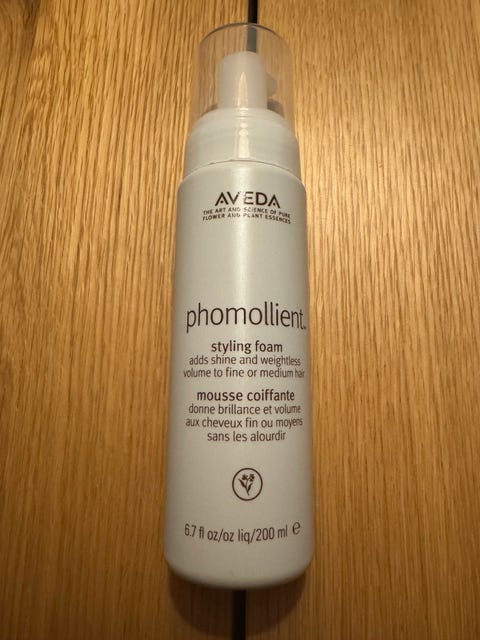 AVEDA
THE ART AND SCIENCE OF PURE
FLOWER AND PLANT ESSENCES
phomollient™
styling foam
adds shine and weightless
volume to fine or medium hair
mousse coiffante
donne brillance et volume
aux cheveux fin ou moyens
sans les alourdir
6.7 fl oz/oz liq/200 ml e